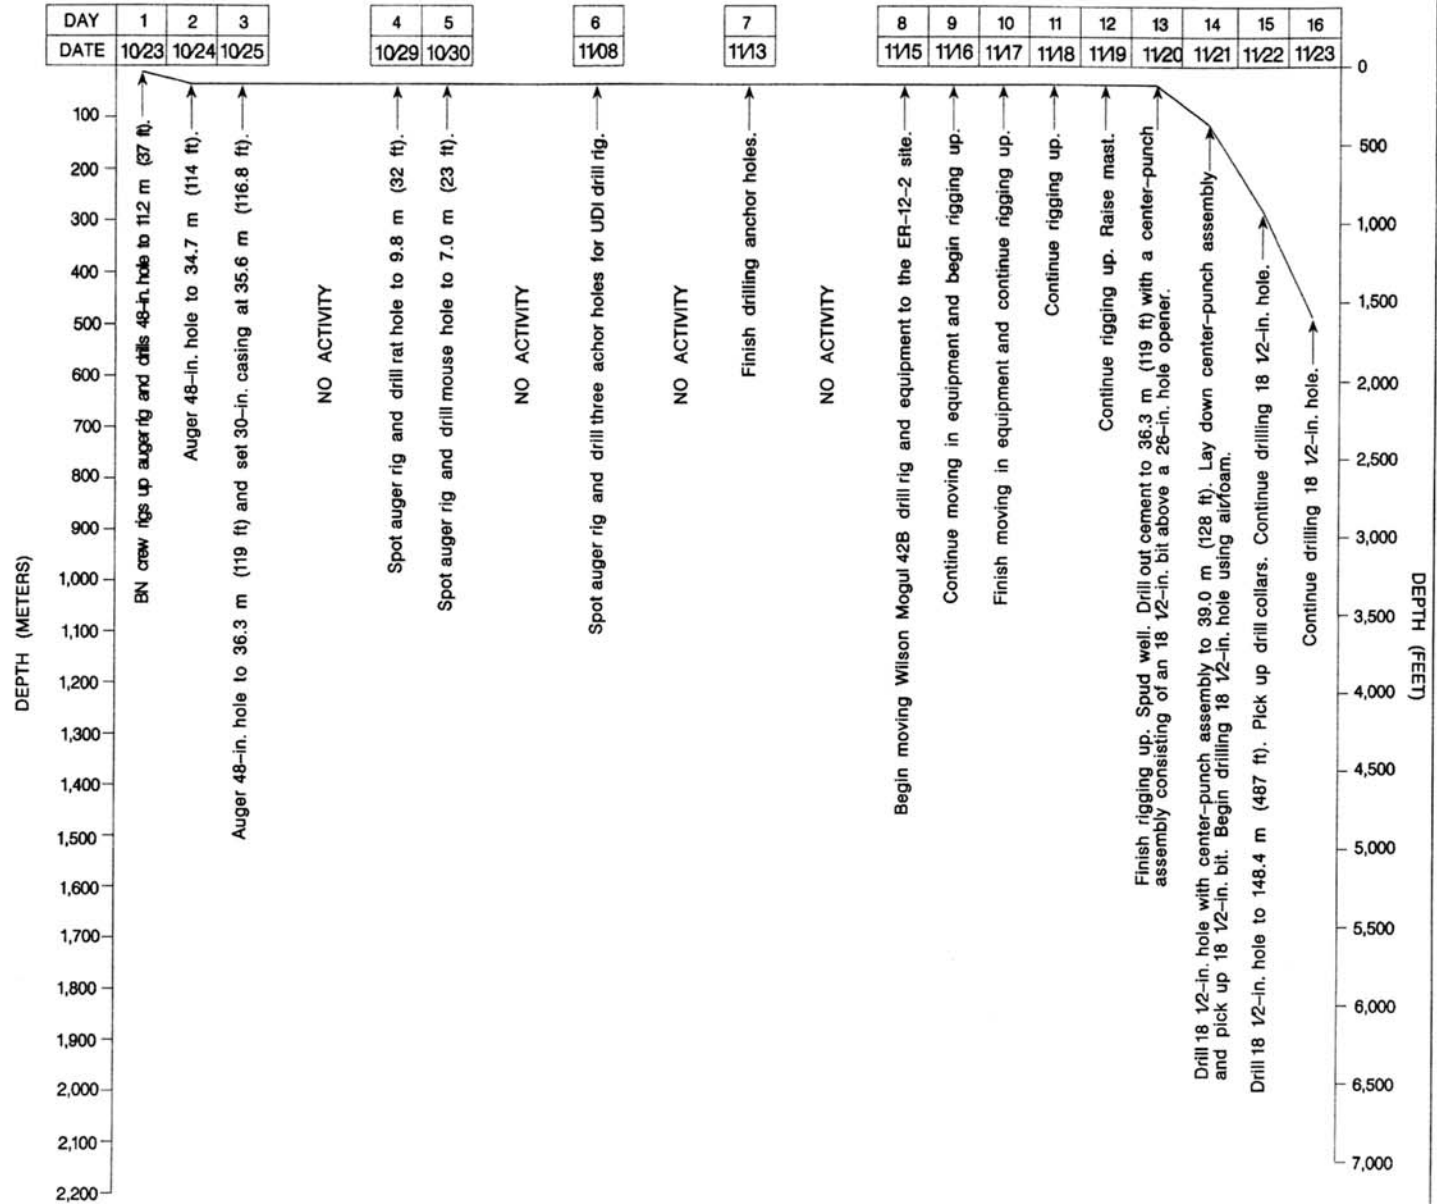 DAY 1 2 3 4 5 6 7 8 9 10 11 12 13 14 15 16
DATE 10/23 10/24 10/25 10/29 10/30 11/08 11/13 11/15 11/16 11/17 11/18 11/19 11/20 11/21 11/22 11/23
DEPTH (METERS)
100
200
300
400
500
600
700
800
900
1,000
1,100
1,200
1,300
1,400
1,500
1,600
1,700
1,800
1,900
2,000
2,100
2,200
BN crew rigs up auger rig and drills 48-in. hole to 11.2 m (37 ft).
Auger 48-in. hole to 34.7 m (114 ft).
Auger 48-in. hole to 36.3 m (119 ft) and set 30-in. casing at 35.6 m (116.8 ft).
NO ACTIVITY
Spot auger rig and drill rat hole to 9.8 m (32 ft).
Spot auger rig and drill mouse hole to 7.0 m (23 ft).
NO ACTIVITY
Spot auger rig and drill three achor holes for UDI drill rig.
NO ACTIVITY
Finish drilling anchor holes.
NO ACTIVITY
Begin moving Wilson Mogul 42B drill rig and equipment to the ER-12-2 site.
Continue moving in equipment and begin rigging up.
Finish moving in equipment and continue rigging up.
Continue rigging up.
Continue rigging up. Raise mast.
Finish rigging up. Spud well. Drill out cement to 36.3 m (119 ft) with a center-punch
assembly consisting of an 18 1/2-in. bit above a 26-in. hole opener.
Drill 18 1/2-in. hole with center-punch assembly to 39.0 m (128 ft). Lay down center-punch assembly
and pick up 18 1/2-in. bit. Begin drilling 18 1/2-in. hole using air/foam.
Drill 18 1/2-in. hole to 148.4 m (487 ft). Pick up drill collars. Continue drilling 18 1/2-in. hole.
Continue drilling 18 1/2-in. hole.
0
500
1,000
1,500
2,000
2,500
3,000
3,500
4,000
4,500
5,000
5,500
6,000
6,500
7,000
DEPTH (FEET)